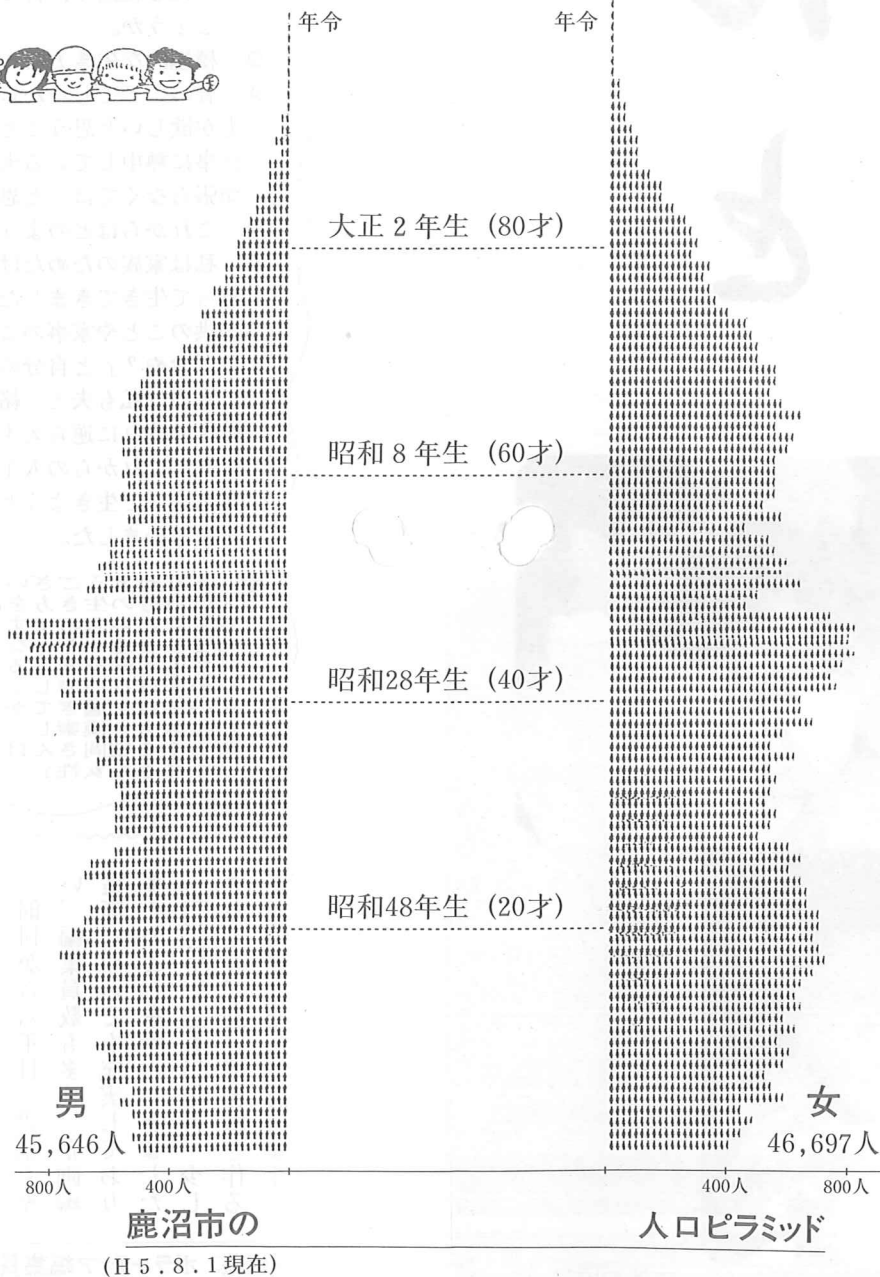 年令 年令
大正2年生 (80才)
昭和8年生 (60才)
昭和28年生 (40才)
昭和48年生 (20才)
男 女
45,646人 46,697人
800人 400人 400人 800人
鹿沼市の 人口ピラミッド
(H5.8.1現在)